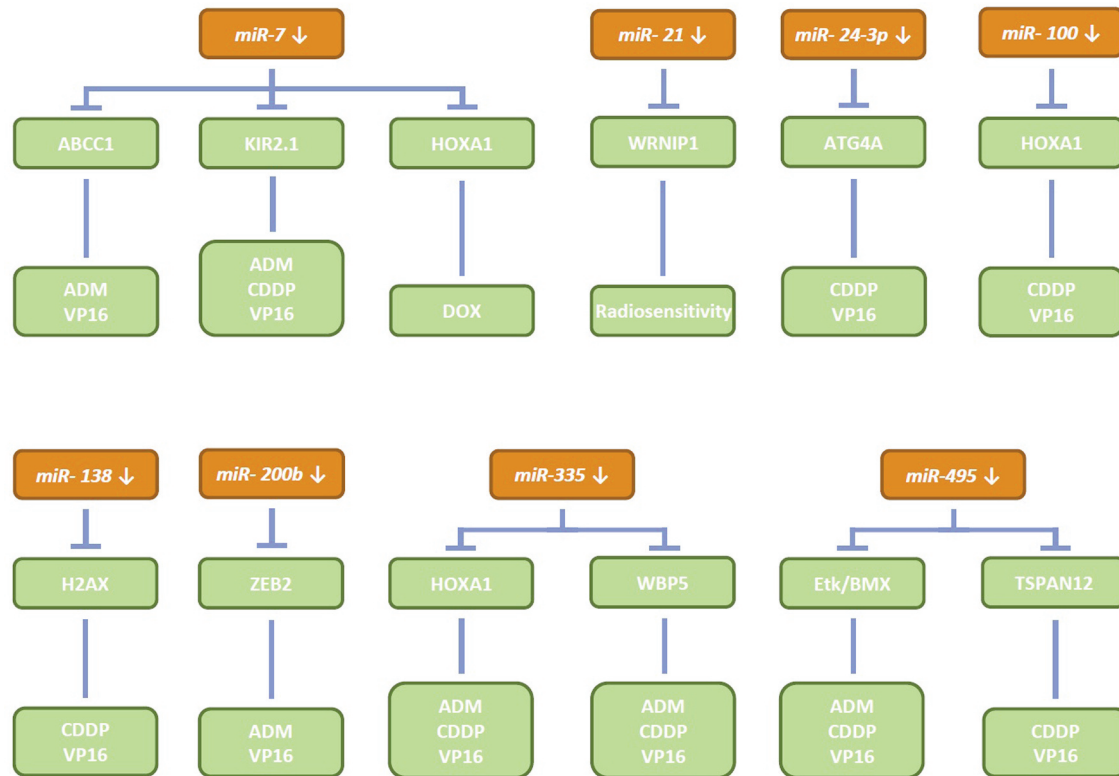 miR-7 ↓
miR- 21 ↓
miR- 24-3p ↓
miR- 100 ↓
ABCC1
KIR2.1
HOXA1
WRNIP1
ATG4A
HOXA1
ADM
VP16
ADM
CDDP
VP16
DOX
Radiosensitivity
CDDP
VP16
CDDP
VP16
miR- 138 ↓
miR- 200b ↓
miR-335 ↓
miR-495 ↓
H2AX
ZEB2
HOXA1
WBP5
Etk/BMX
TSPAN12
CDDP
VP16
ADM
VP16
ADM
CDDP
VP16
ADM
CDDP
VP16
ADM
CDDP
VP16
CDDP
VP16